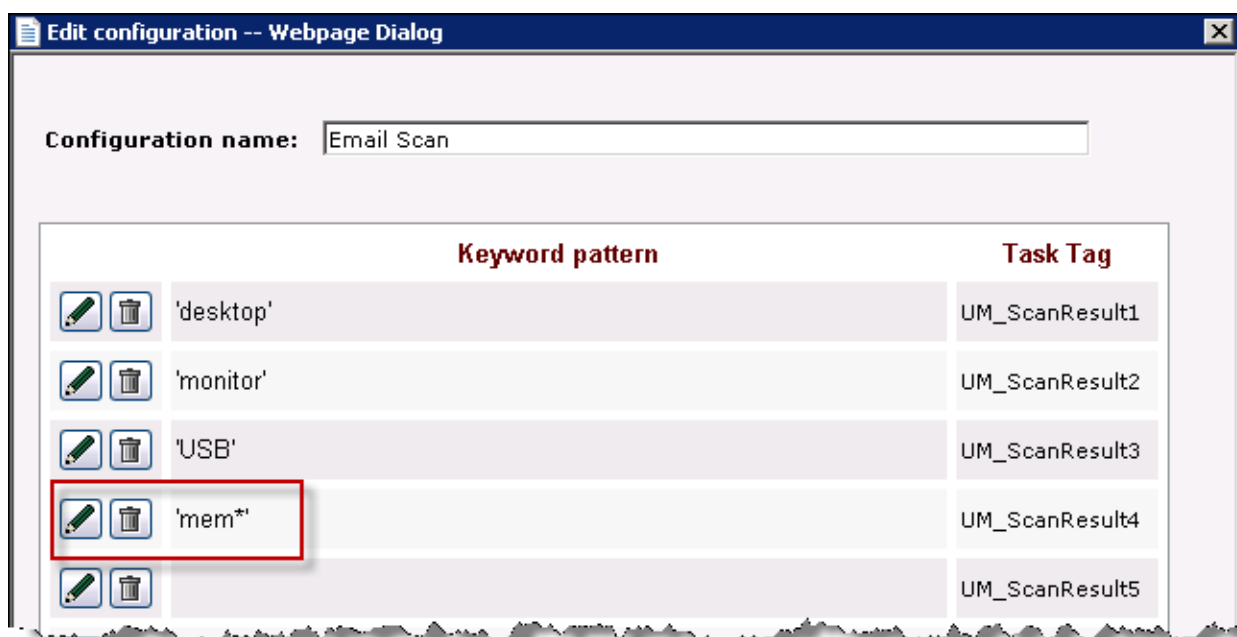 Edit configuration -- Webpage Dialog
Configuration name: Email Scan
Keyword pattern Task Tag
'desktop' UM_ScanResult1
'monitor' UM_ScanResult2
'USB' UM_ScanResult3
'mem*' UM_ScanResult4
UM_ScanResult5